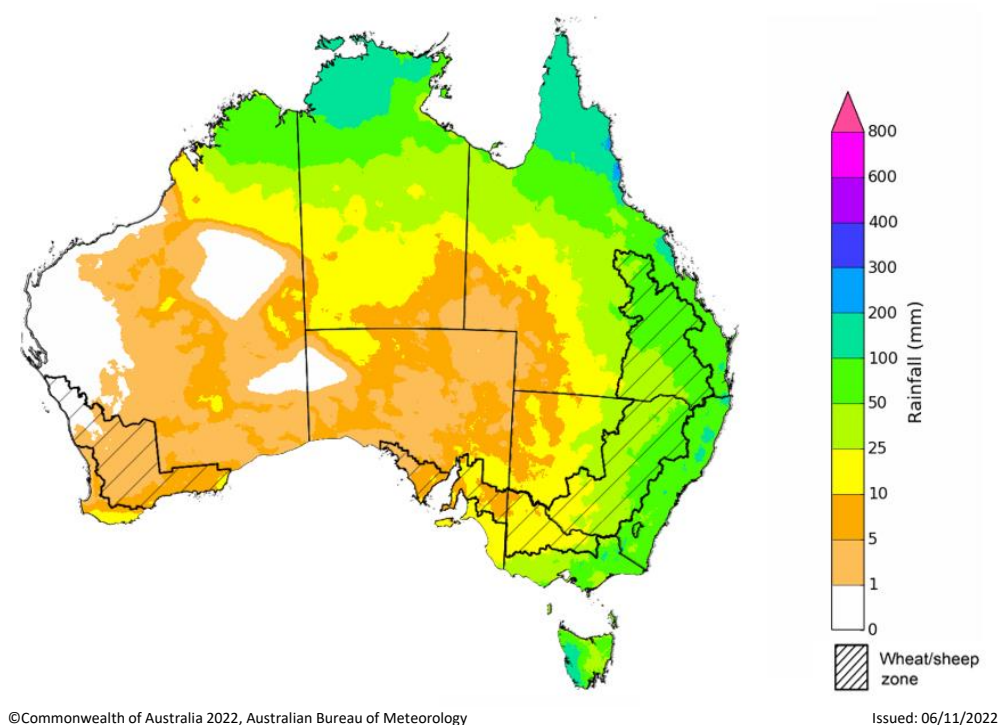 800
600
400
300
200
100
50
25
10
5
1
0
Rainfall (mm)
Wheat/sheep
zone
©Commonwealth of Australia 2022, Australian Bureau of Meteorology
Issued: 06/11/2022